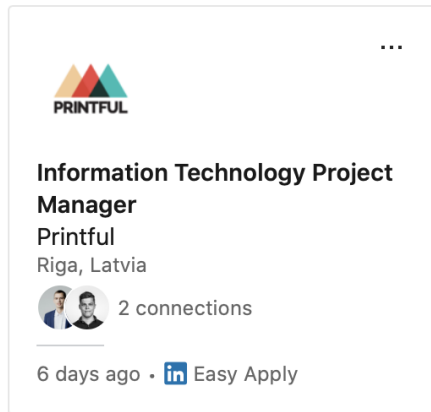 ...
PRINTFUL
Information Technology Project
Manager
Printful
Riga, Latvia
2 connections
6 days ago • in Easy Apply